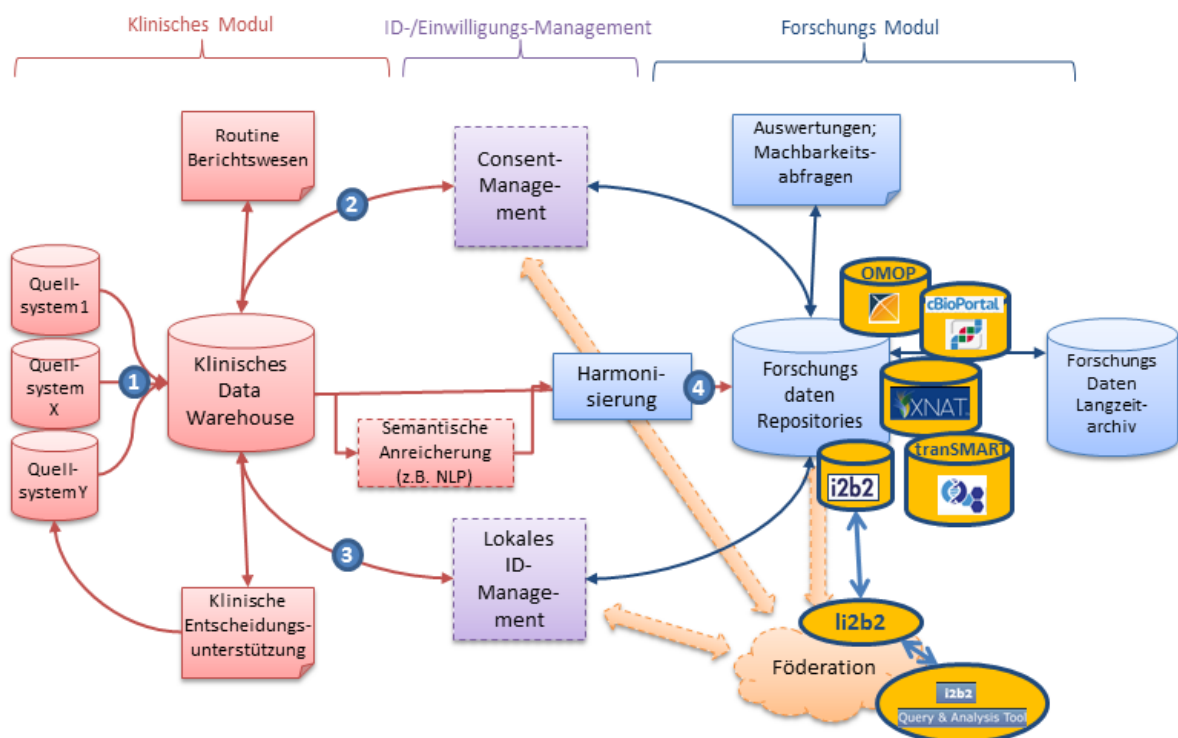 Klinisches Modul
ID-/Einwilligungs-Management
Forschungs Modul
Routine
Berichtswesen
Consent-
Manage-
ment
Auswertungen;
Machbarkeits-
abfragen
2
Quell-
system1
Quell-
system
X
Quell-
systemY
1
Klinisches
Data
Warehouse
Semantische
Anreicherung
(z.B. NLP)
Harmoni-
sierung
4
Forschungs
daten
Repositories
OMOP
cBioPortal
XNAT
tranSMART
i2b2
Forschungs
Daten
Langzeit-
archiv
3
Lokales
ID-
Manage-
ment
Klinische
Entscheidungs-
unterstützung
li2b2
Föderation
i2b2
Query & Analysis Tool